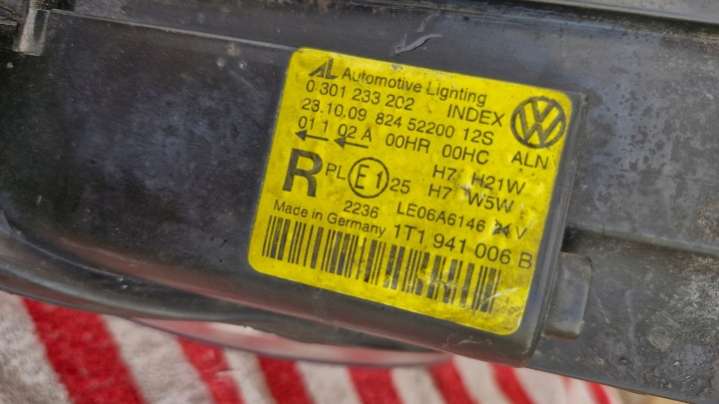 AL Automotive Lighting
0 301 233 202 INDEX
23.10.09 824 52200 12S
01 1 02 A 00HR 00HC ALN
R PL E1 25 H7 H21W
H7 W5W
2236 LE06A6146 24 V
Made in Germany 1T1 941 006 B